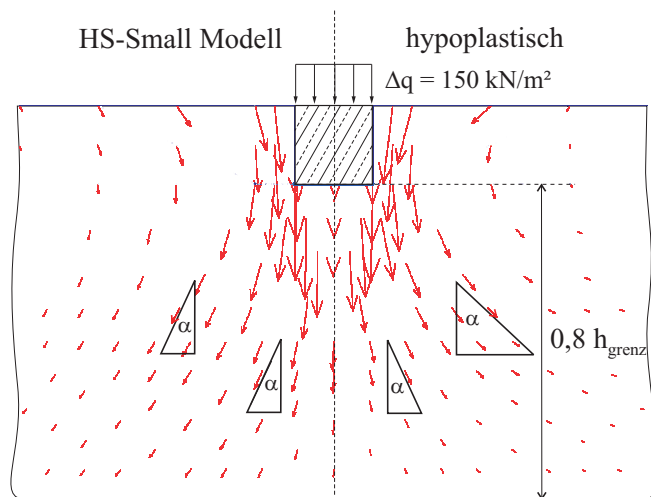 HS-Small Modell
hypoplastisch
Δq = 150 kN/m²
α
α
α
α
0,8 h_grenz